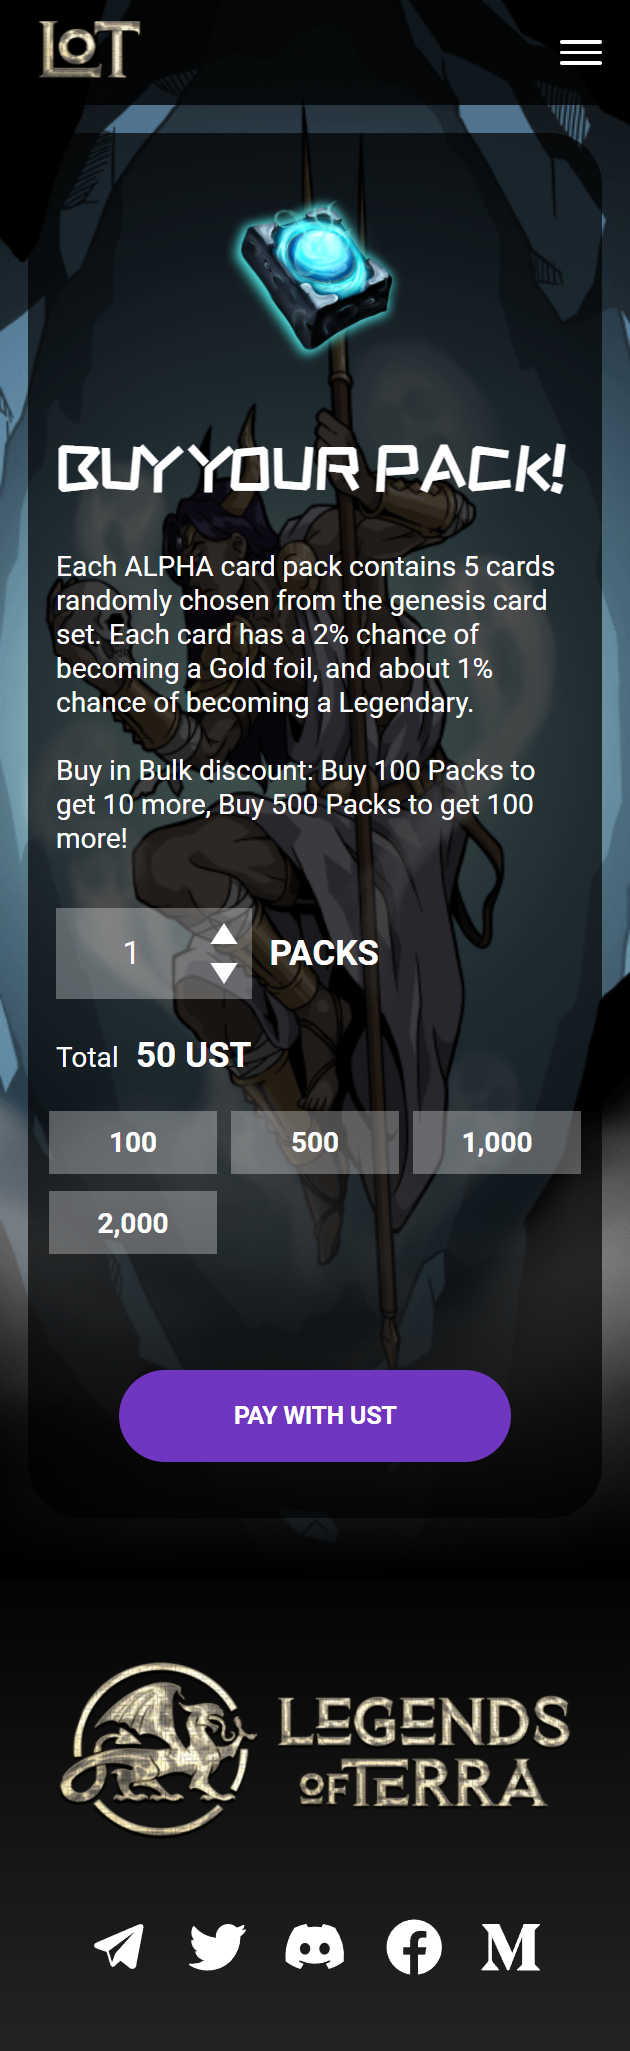 LOT
BUY YOUR PACK!
Each ALPHA card pack contains 5 cards
randomly chosen from the genesis card
set. Each card has a 2% chance of
becoming a Gold foil, and about 1%
chance of becoming a Legendary.
Buy in Bulk discount: Buy 100 Packs to
get 10 more, Buy 500 Packs to get 100
more!
1 PACKS
Total 50 UST
100 500 1,000
2,000
PAY WITH UST
LEGENDS
OF TERRA